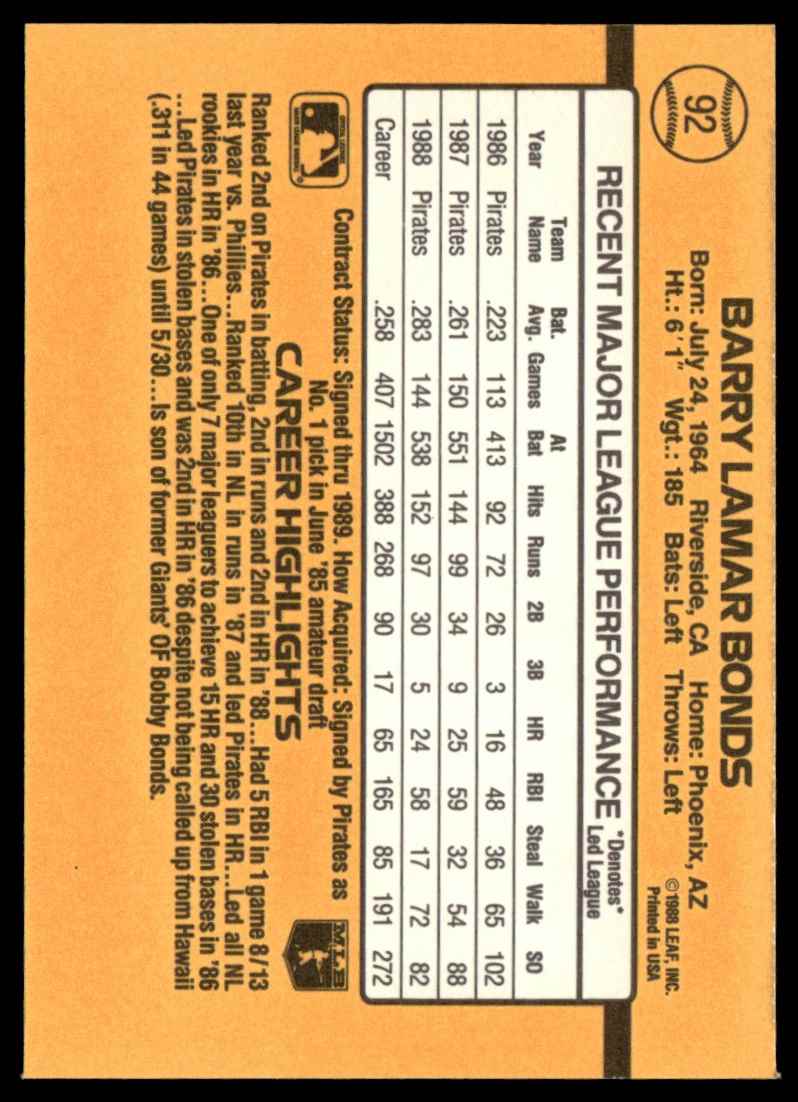 92
BARRY LAMAR BONDS
Born: July 24, 1964 Riverside, CA Home: Phoenix, AZ
Ht.: 6'1" Wgt.: 185 Bats: Left Throws: Left
©1988 LEAF, INC.
Printed in USA
RECENT MAJOR LEAGUE PERFORMANCE *Denotes*
Led League
Year Team Name Bat. Avg. Games At Bat Hits Runs 2B 3B HR RBI Steal Walk SO
1986 Pirates .223 113 413 92 72 26 3 16 48 36 65 102
1987 Pirates .261 150 551 144 99 34 9 25 59 32 54 88
1988 Pirates .283 144 538 152 97 30 5 24 58 17 72 82
Career .258 407 1502 388 268 90 17 65 165 85 191 272
Contract Status: Signed thru 1989. How Acquired: Signed by Pirates as
No. 1 pick in June '85 amateur draft
MLB
CAREER HIGHLIGHTS
Ranked 2nd on Pirates in batting, 2nd in runs and 2nd in HR in '88...Had 5 RBI in 1 game 8/13
last year vs. Phillies...Ranked 10th in NL in runs in '87 and led Pirates in HR...Led all NL
rookies in HR in '86...One of only 7 major leaguers to achieve 15 HR and 30 stolen bases in '86
...Led Pirates in stolen bases and was 2nd in HR in '86 despite not being called up from Hawaii
(.311 in 44 games) until 5/30...Is son of former Giants' OF Bobby Bonds.